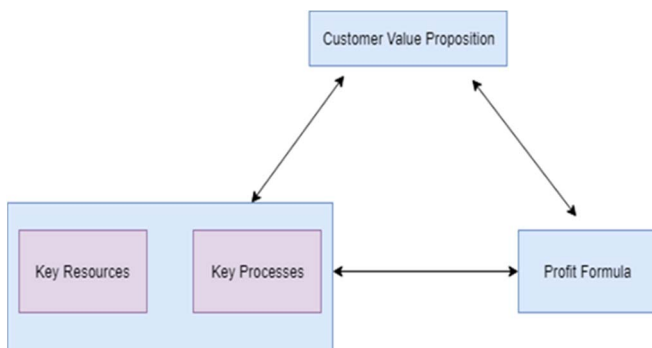 Customer Value Proposition
Key Resources
Key Processes
Profit Formula